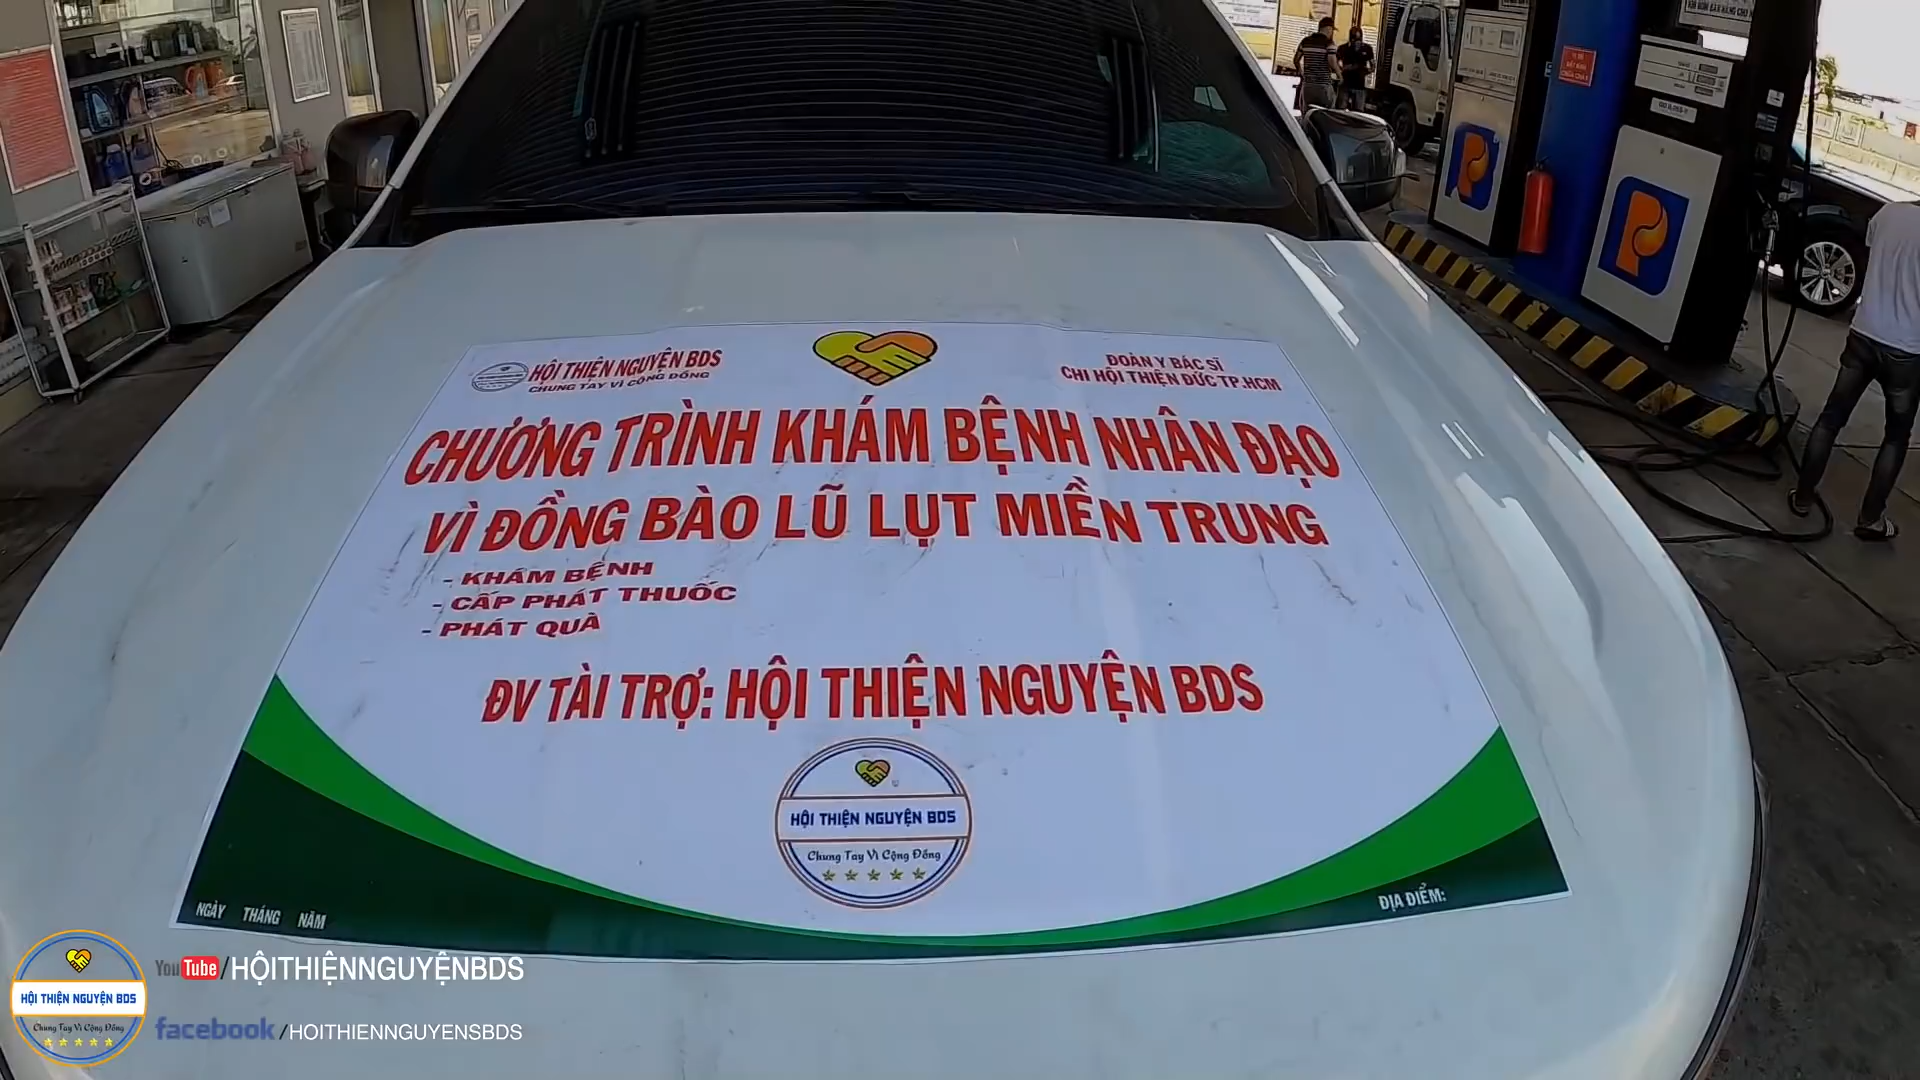 HỘI THIỆN NGUYỆN BDS
CHUNG TAY VÌ CỘNG ĐỒNG
ĐOÀN Y BÁC SĨ
CHI HỘI THIỆN ĐỨC TP.HCM
CHƯƠNG TRÌNH KHÁM BỆNH NHÂN ĐẠO
VÌ ĐỒNG BÀO LŨ LỤT MIỀN TRUNG
- KHÁM BỆNH
- CẤP PHÁT THUỐC
- PHÁT QUÀ
ĐV TÀI TRỢ: HỘI THIỆN NGUYỆN BDS
HỘI THIỆN NGUYỆN BDS
Chung Tay Vì Cộng Đồng
NGÀY THÁNG NĂM
ĐỊA ĐIỂM:
HỘI THIỆN NGUYỆN BDS
Chung Tay Vì Cộng Đồng
YouTube/HỘITHIỆNNGUYỆNBDS
facebook/HOITHIENNGUYENSBDS